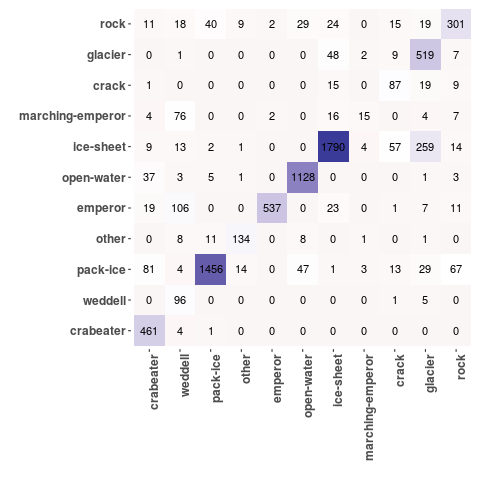 rock 11 18 40 9 2 29 24 0 15 19 301
glacier 0 1 0 0 0 0 48 2 9 519 7
crack 1 0 0 0 0 0 15 0 87 19 9
marching-emperor 4 76 0 0 2 0 16 15 0 4 7
ice-sheet 9 13 2 1 0 0 1790 4 57 259 14
open-water 37 3 5 1 0 1128 0 0 0 1 3
emperor 19 106 0 0 537 0 23 0 1 7 11
other 0 8 11 134 0 8 0 1 0 1 0
pack-ice 81 4 1456 14 0 47 1 3 13 29 67
weddell 0 96 0 0 0 0 0 0 1 5 0
crabeater 461 4 1 0 0 0 0 0 0 0 0
crabeater weddell pack-ice other emperor open-water ice-sheet marching-emperor crack glacier rock